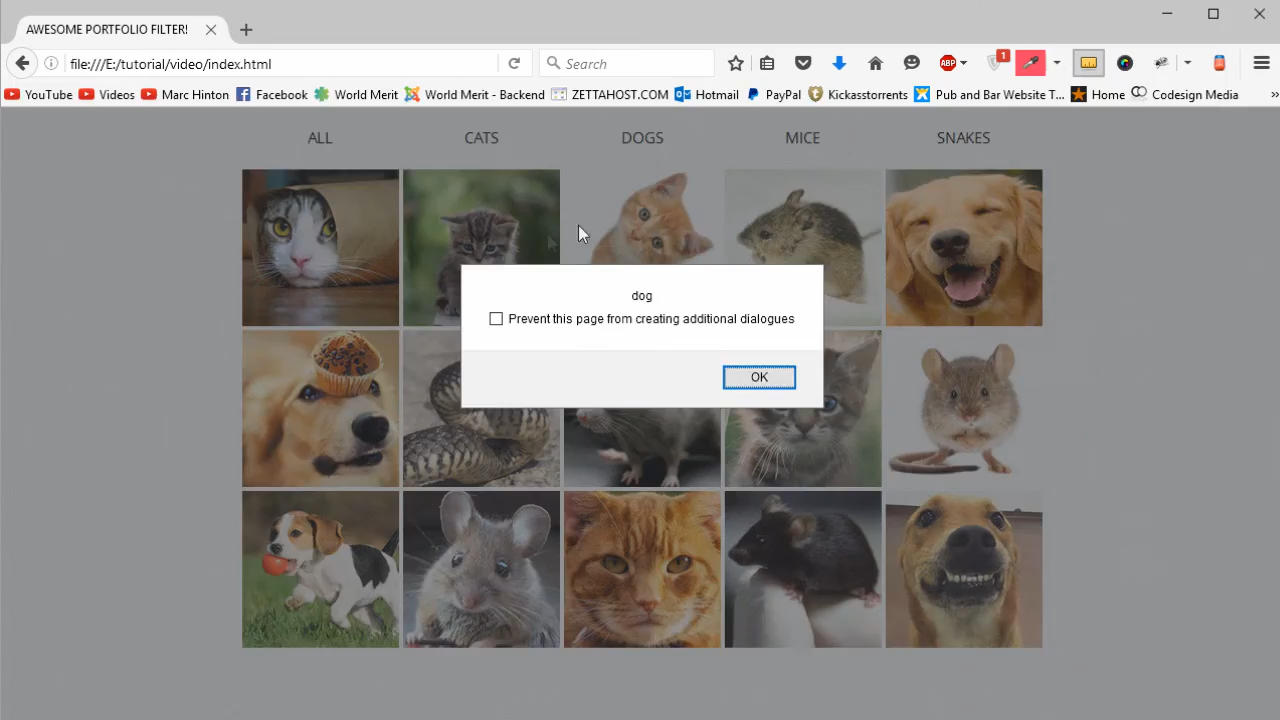 AWESOME PORTFOLIO FILTER!
file:///E:/tutorial/video/index.html
Search
ABP
1
YouTube Videos Marc Hinton Facebook World Merit World Merit - Backend ZETTAHOST.COM Hotmail PayPal Kickasstorrents Pub and Bar Website T... Home Codesign Media
ALL CATS DOGS MICE SNAKES
dog
Prevent this page from creating additional dialogues
OK